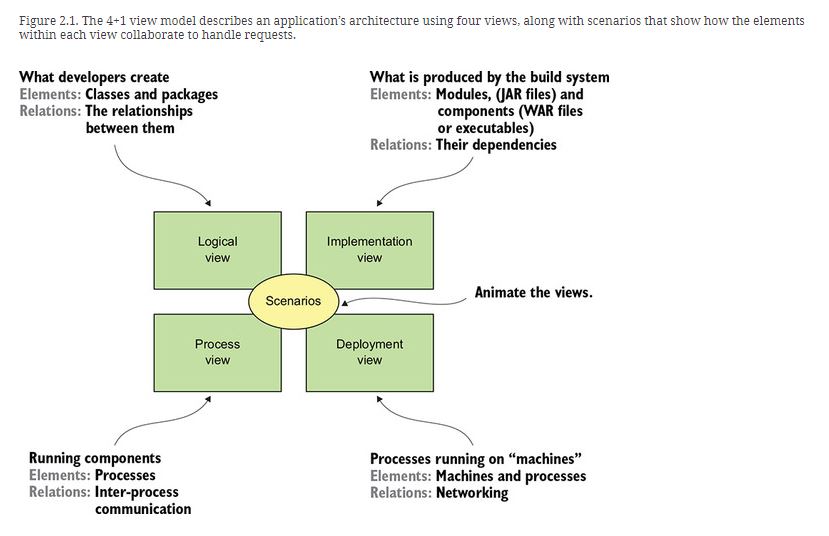 Figure 2.1. The 4+1 view model describes an application's architecture using four views, along with scenarios that show how the elements
within each view collaborate to handle requests.
What developers create
Elements: Classes and packages
Relations: The relationships
between them
What is produced by the build system
Elements: Modules, (JAR files) and
components (WAR files
or executables)
Relations: Their dependencies
Logical
view
Implementation
view
Scenarios
Animate the views.
Process
view
Deployment
view
Running components
Elements: Processes
Relations: Inter-process
communication
Processes running on “machines”
Elements: Machines and processes
Relations: Networking